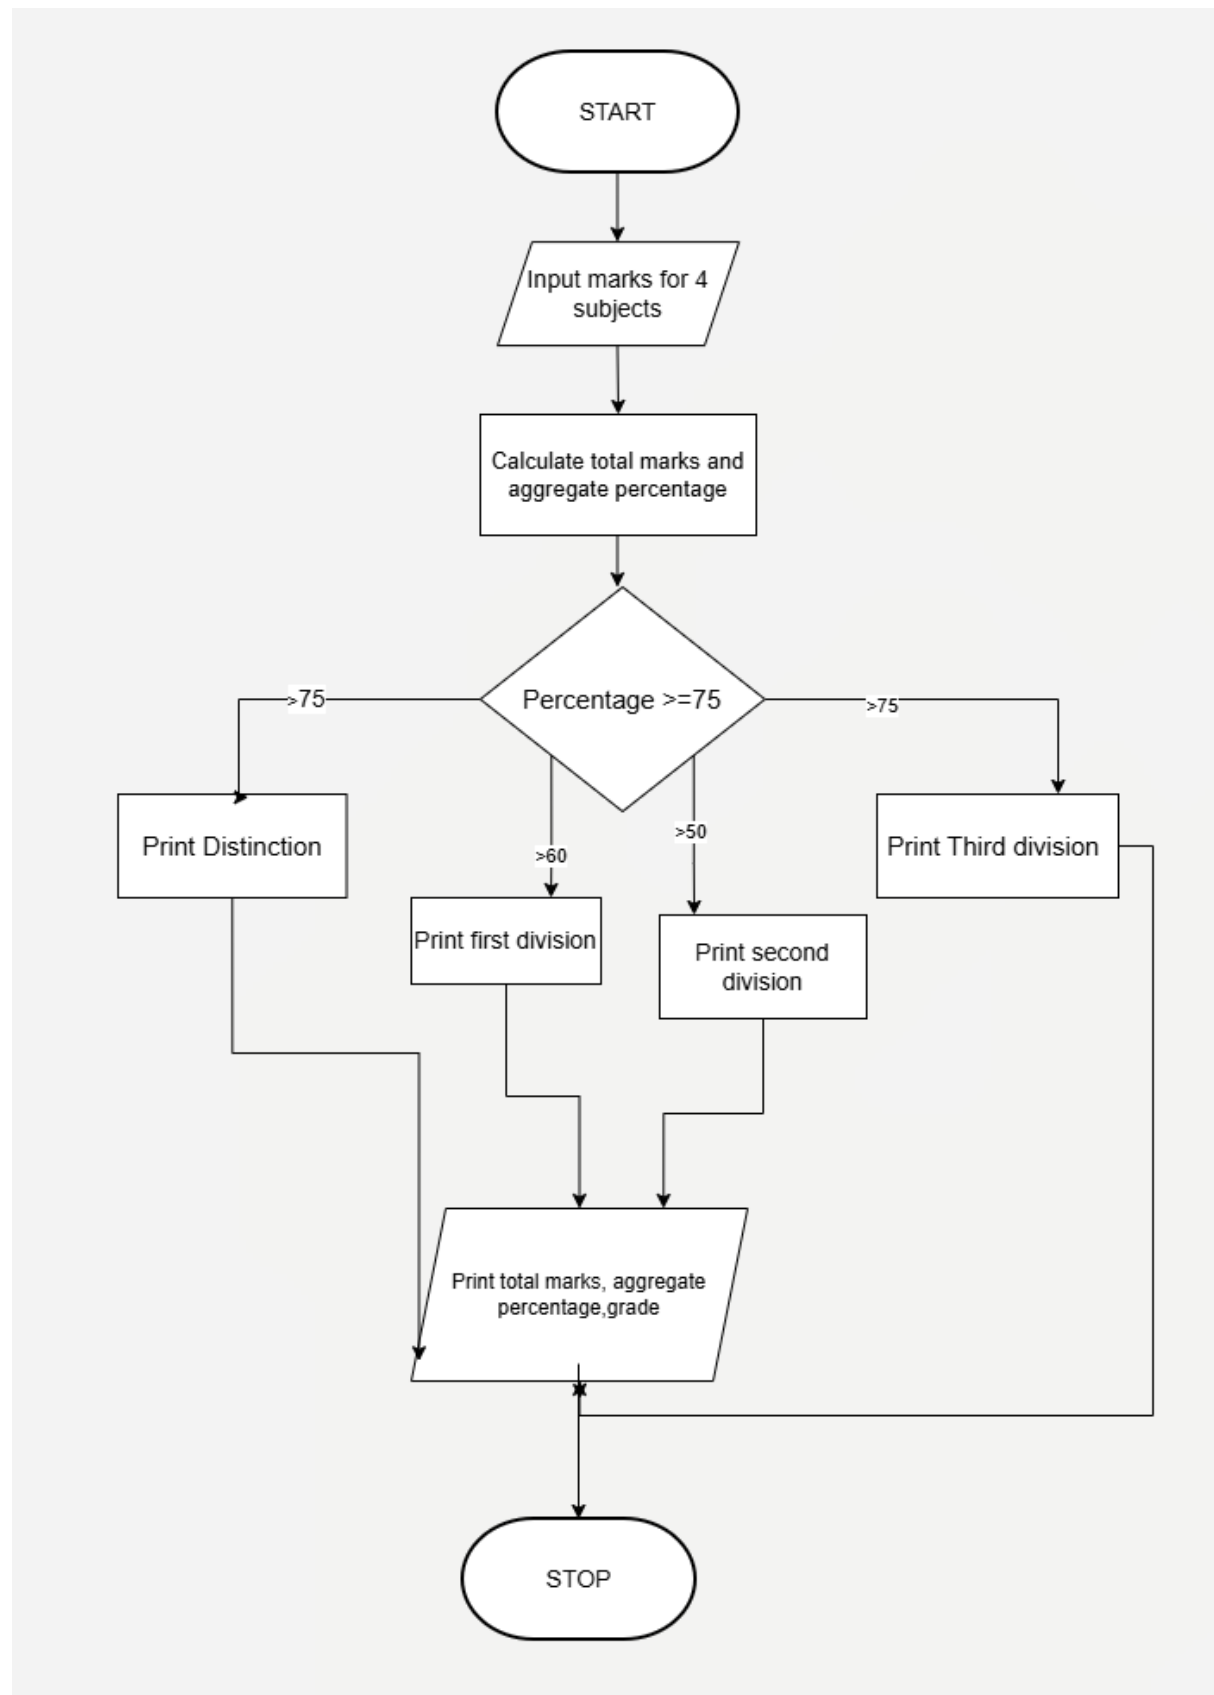 START
Input marks for 4
subjects
Calculate total marks and
aggregate percentage
Percentage >=75
>75
>75
>60
>50
Print Distinction
Print first division
Print second
division
Print Third division
Print total marks, aggregate
percentage,grade
STOP